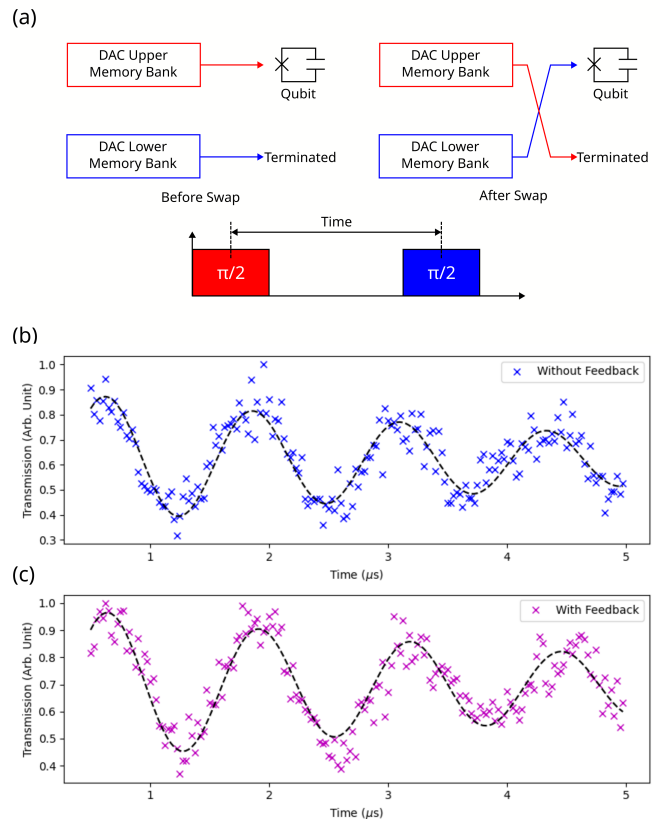 (a)
DAC Upper
Memory Bank
Qubit
DAC Lower
Memory Bank
Terminated
Before Swap
DAC Upper
Memory Bank
Qubit
DAC Lower
Memory Bank
Terminated
After Swap
Time
π/2
π/2
(b)
Without Feedback
Transmission (Arb. Unit)
1.0
0.9
0.8
0.7
0.6
0.5
0.4
0.3
1 2 3 4 5
Time (μs)
(c)
With Feedback
Transmission (Arb. Unit)
1.0
0.9
0.8
0.7
0.6
0.5
0.4
1 2 3 4 5
Time (μs)